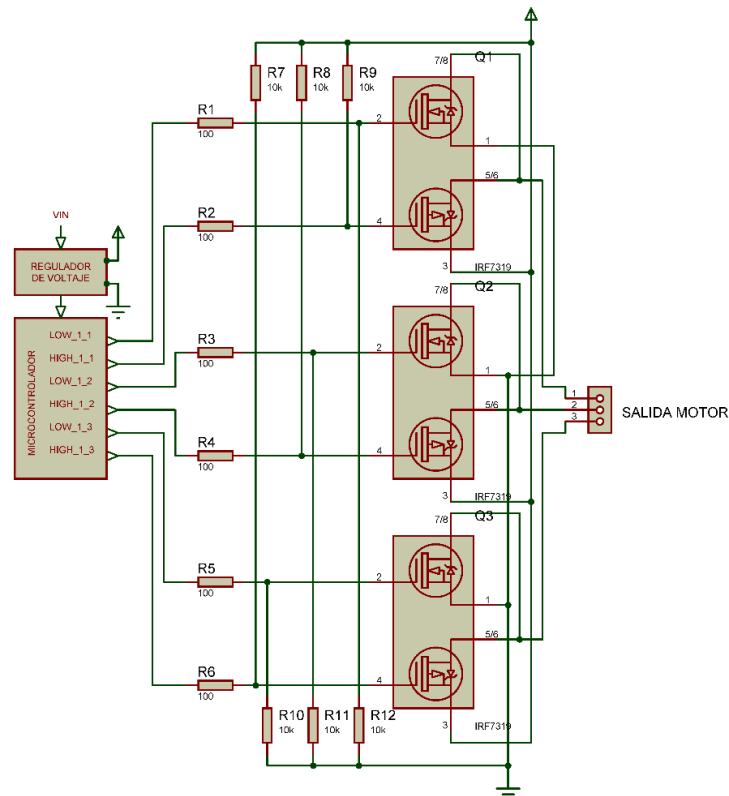 VIN
REGULADOR
DE VOLTAJE
MICROCONTROLADOR
LOW_1_1
HIGH_1_1
LOW_1_2
HIGH_1_2
LOW_1_3
HIGH_1_3
R1
100
R2
100
R3
100
R4
100
R5
100
R6
100
R7
10k
R8
10k
R9
10k
R10
10k
R11
10k
R12
10k
Q1
7/8
2
1
5/6
4
3
IRF7319
Q2
7/8
2
1
5/6
4
3
IRF7319
Q3
7/8
2
1
5/6
4
3
IRF7319
1
2
3
SALIDA MOTOR